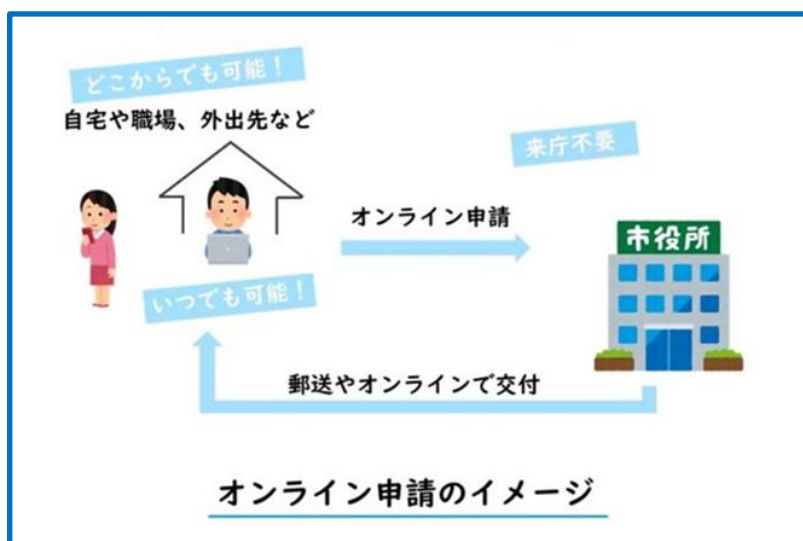 どこからでも可能！
自宅や職場、外出先など
来庁不要
オンライン申請
市役所
いつでも可能！
郵送やオンラインで交付
オンライン申請のイメージ